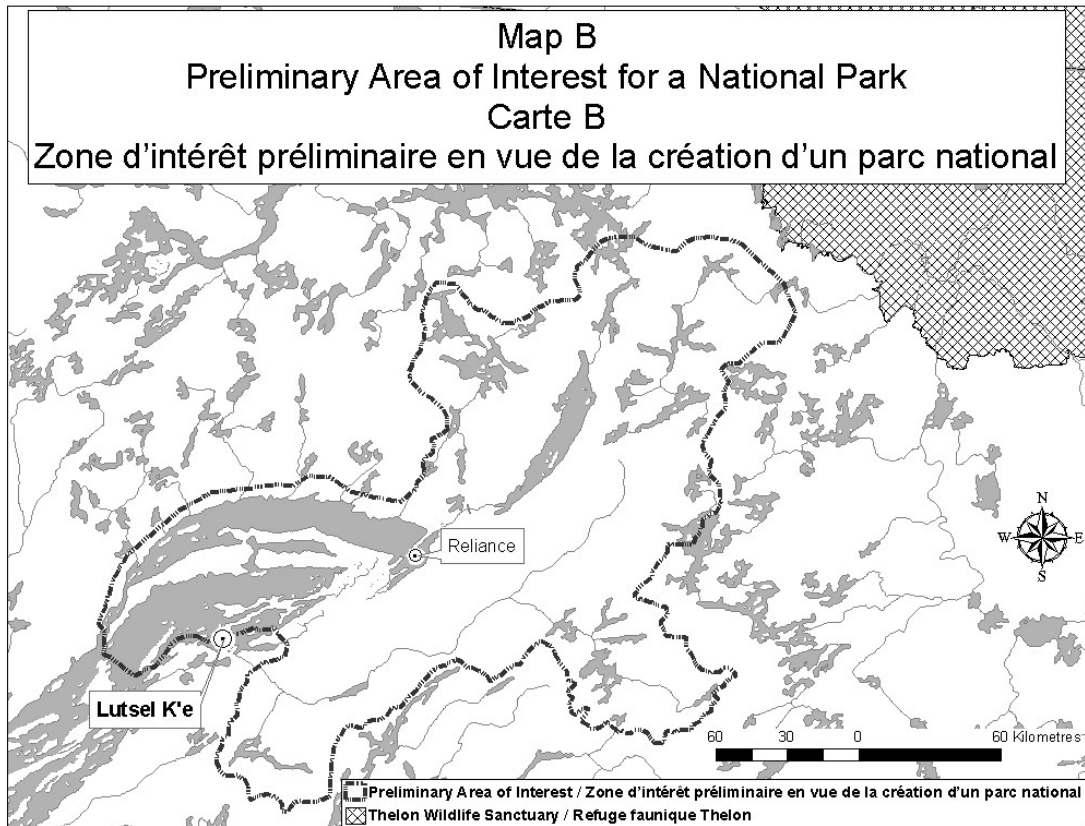 Map B
Preliminary Area of Interest for a National Park
Carte B
Zone d'intérêt préliminaire en vue de la création d'un parc national
Reliance
N
W E
S
Lutsel K'e
60 30 0 60 Kilometres
Preliminary Area of Interest / Zone d'intérêt préliminaire en vue de la création d'un parc national
Thelon Wildlife Sanctuary / Refuge faunique Thelon